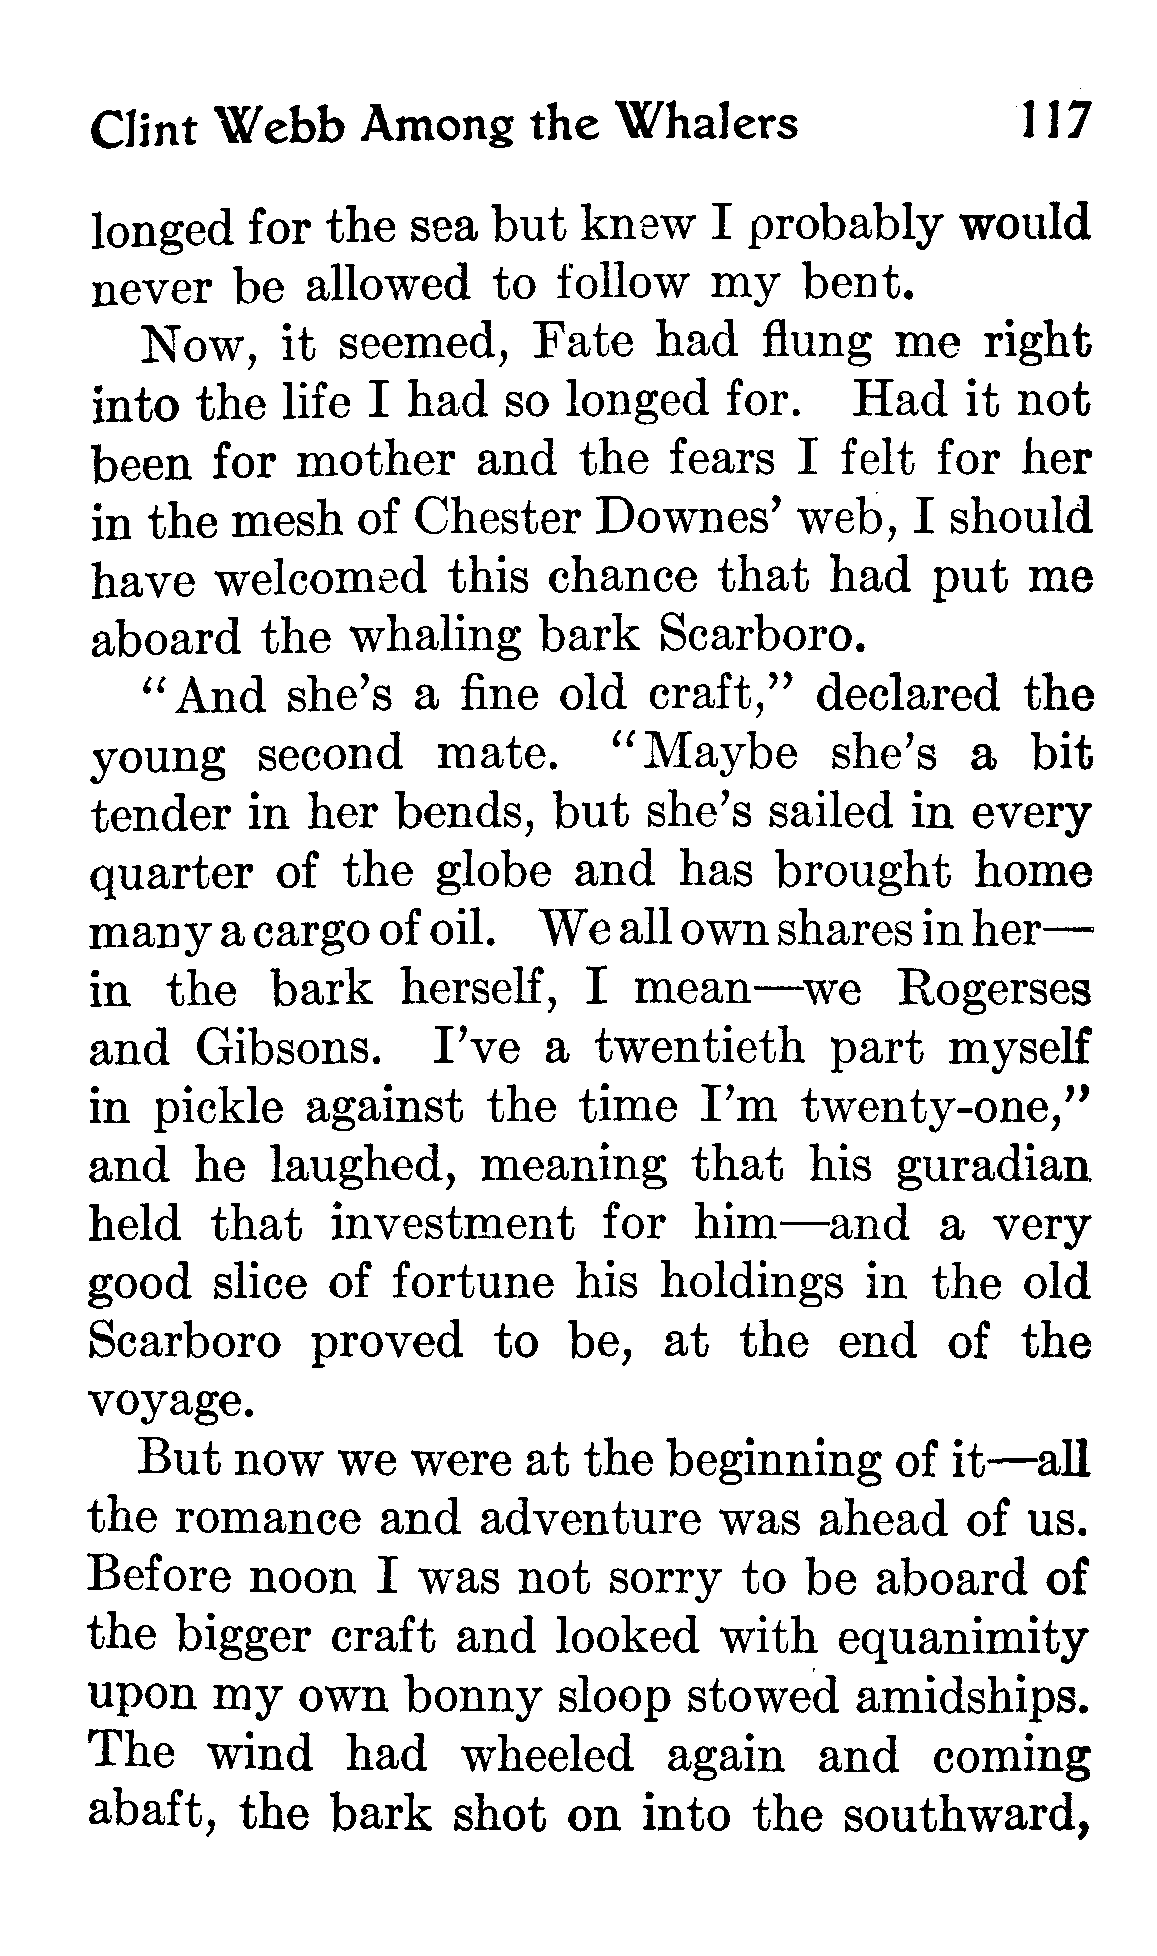 Clint Webb Among the Whalers 117
longed for the sea but knew I probably would
never be allowed to follow my bent.
Now, it seemed, Fate had flung me right
into the life I had so longed for. Had it not
been for mother and the fears I felt for her
in the mesh of Chester Downes' web, I should
have welcomed this chance that had put me
aboard the whaling bark Scarboro.
"And she's a fine old craft," declared the
young second mate. "Maybe she's a bit
tender in her bends, but she's sailed in every
quarter of the globe and has brought home
many a cargo of oil. We all own shares in her—
in the bark herself, I mean—we Rogerses
and Gibsons. I've a twentieth part myself
in pickle against the time I'm twenty-one,"
and he laughed, meaning that his guradian
held that investment for him—and a very
good slice of fortune his holdings in the old
Scarboro proved to be, at the end of the
voyage.
But now we were at the beginning of it—all
the romance and adventure was ahead of us.
Before noon I was not sorry to be aboard of
the bigger craft and looked with equanimity
upon my own bonny sloop stowed amidships.
The wind had wheeled again and coming
abaft, the bark shot on into the southward,